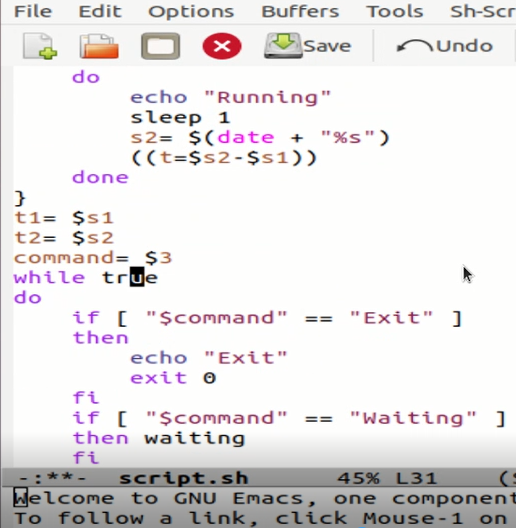 File Edit Options Buffers Tools Sh-Scr
Save Undo
do
echo "Running"
sleep 1
s2= $(date + "%s")
((t=$s2-$s1))
done
}
t1= $s1
t2= $s2
command= $3
while true
do
if [ "$command" == "Exit" ]
then
echo "Exit"
exit 0
fi
if [ "$command" == "Waiting" ]
then waiting
fi
-:**- script.sh 45% L31 (S
Welcome to GNU Emacs, one component
To follow a link, click Mouse-1 on